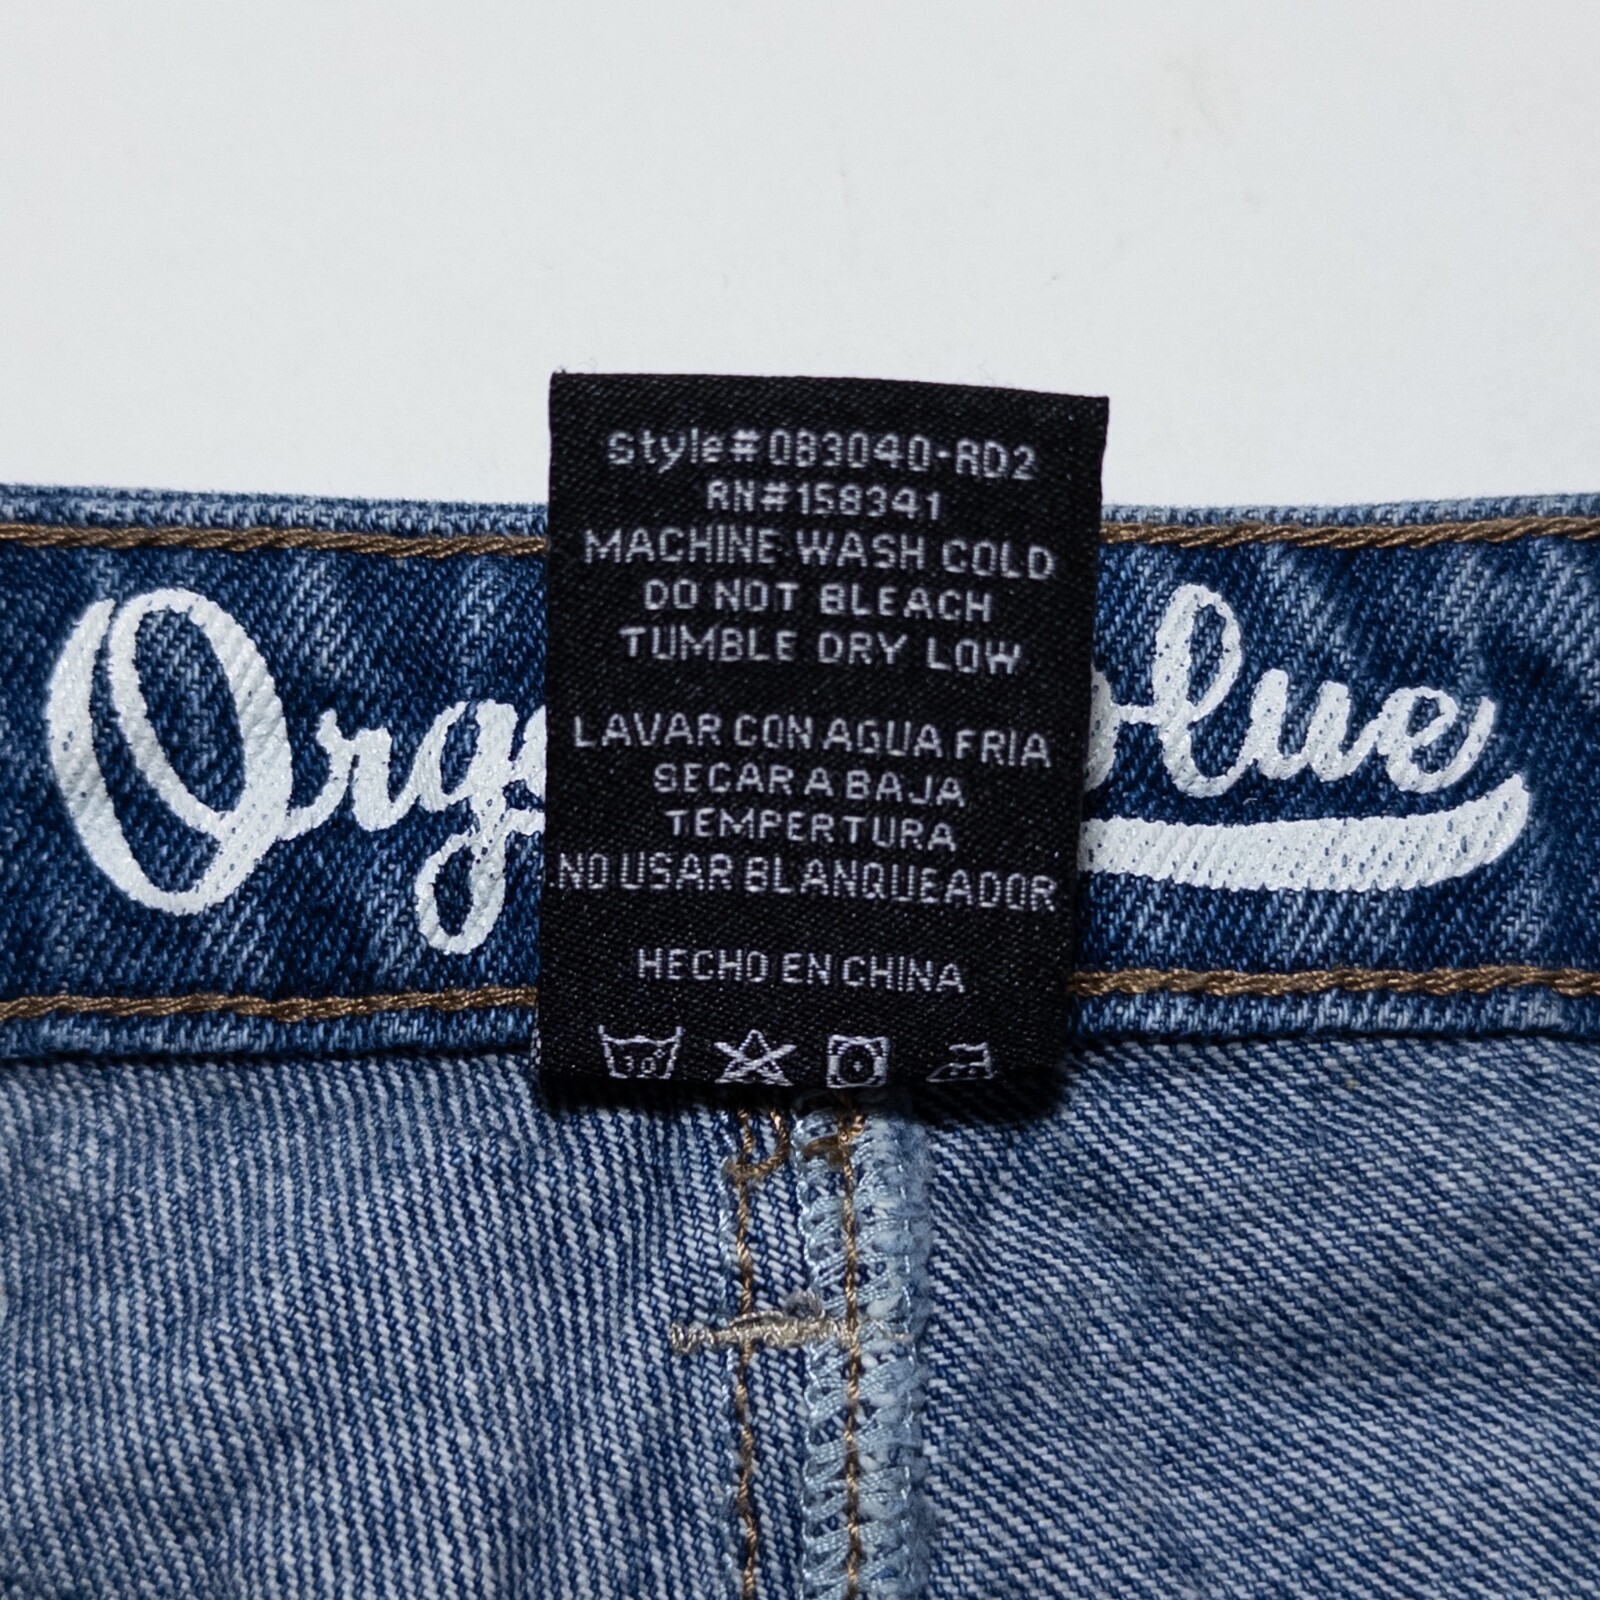 Style#083040-RD2
RN#158341
MACHINE WASH COLD
DO NOT BLEACH
TUMBLE DRY LOW
LAVAR CON AGUA FRIA
SECAR A BAJA
TEMPERTURA
NO USAR BLANQUEADOR
HECHO EN CHINA